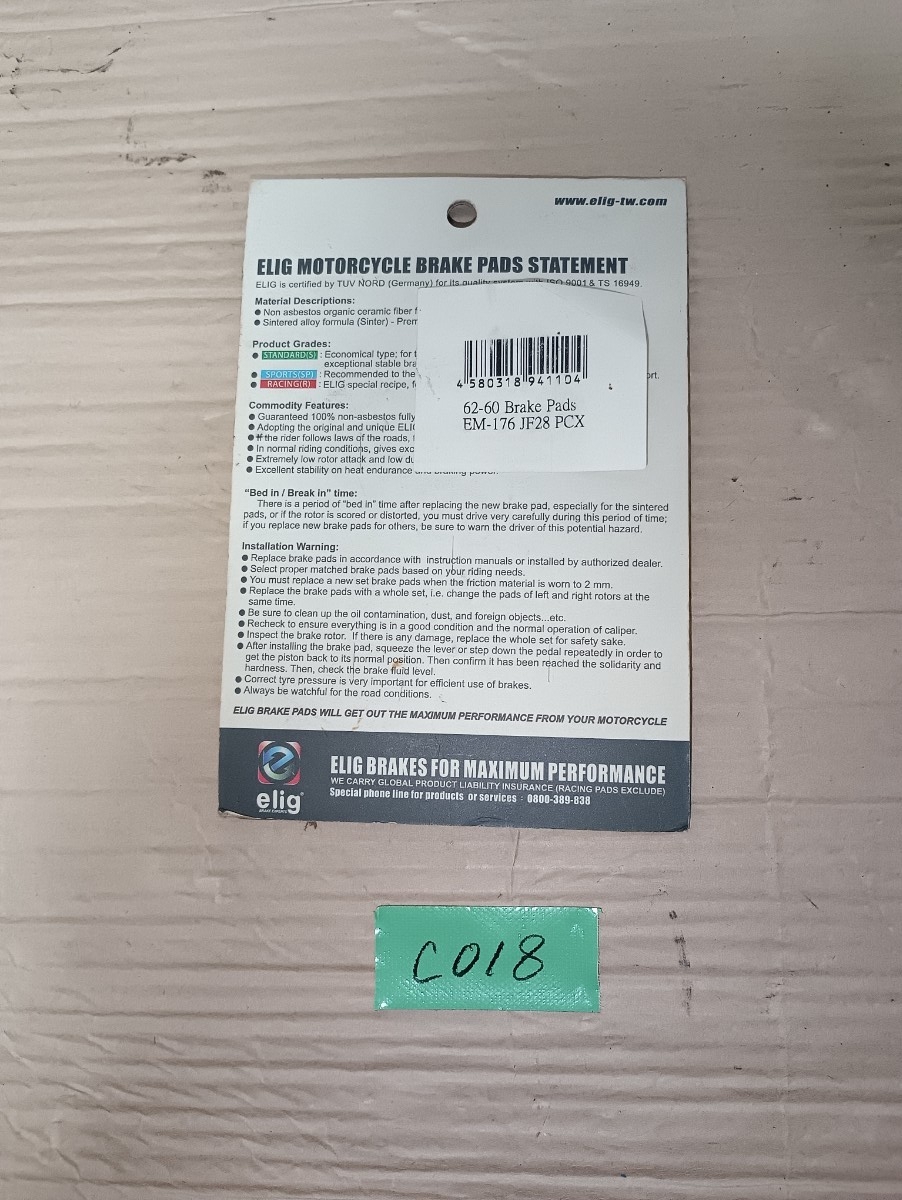 www.elig-tw.com
ELIG MOTORCYCLE BRAKE PADS STATEMENT
ELIG is certified by TUV NORD (Germany) for its quality system with ISO 9001 & TS 16949.
Material Descriptions:
● Non asbestos organic ceramic fiber
● Sintered alloy formula (Sinter) -
Product Grades:
● STANDARD(S) : Economical type; for
exceptional stable
● SPORTS(SP) : Recommended to the
● RACING(R) : ELIG special recipe,
4 580318 941104
62-60 Brake Pads
EM-176 JF28 PCX
Commodity Features:
● Guaranteed 100% non-asbestos fully
● Adopting the original and unique
● If the rider follows laws of the roads,
● In normal riding conditions, gives
● Extremely low rotor attack and low
● Excellent stability on heat endurance and braking power.
“Bed in / Break in” time:
There is a period of “bed in” time after replacing the new brake pad, especially for the sintered
pads, or if the rotor is scored or distorted, you must drive very carefully during this period of time;
if you replace new brake pads for others, be sure to warn the driver of this potential hazard.
Installation Warning:
● Replace brake pads in accordance with instruction manuals or installed by authorized dealer.
● Select proper matched brake pads based on your riding needs.
● You must replace a new set brake pads when the friction material is worn to 2 mm.
● Replace the brake pads with a whole set, i.e. change the pads of left and right rotors at the
same time.
● Be sure to clean up the oil contamination, dust, and foreign objects...etc.
● Recheck to ensure everything is in a good condition and the normal operation of caliper.
● Inspect the brake rotor. If there is any damage, replace the whole set for safety sake.
● After installing the brake pad, squeeze the lever or step down the pedal repeatedly in order to
get the piston back to its normal position. Then confirm it has been reached the solidarity and
hardness. Then, check the brake fluid level.
● Correct tyre pressure is very important for efficient use of brakes.
● Always be watchful for the road conditions.
ELIG BRAKE PADS WILL GET OUT THE MAXIMUM PERFORMANCE FROM YOUR MOTORCYCLE
elig
ELIG BRAKES FOR MAXIMUM PERFORMANCE
WE CARRY GLOBAL PRODUCT LIABILITY INSURANCE (RACING PADS EXCLUDE)
Special phone line for products or services : 0800-389-838
C018